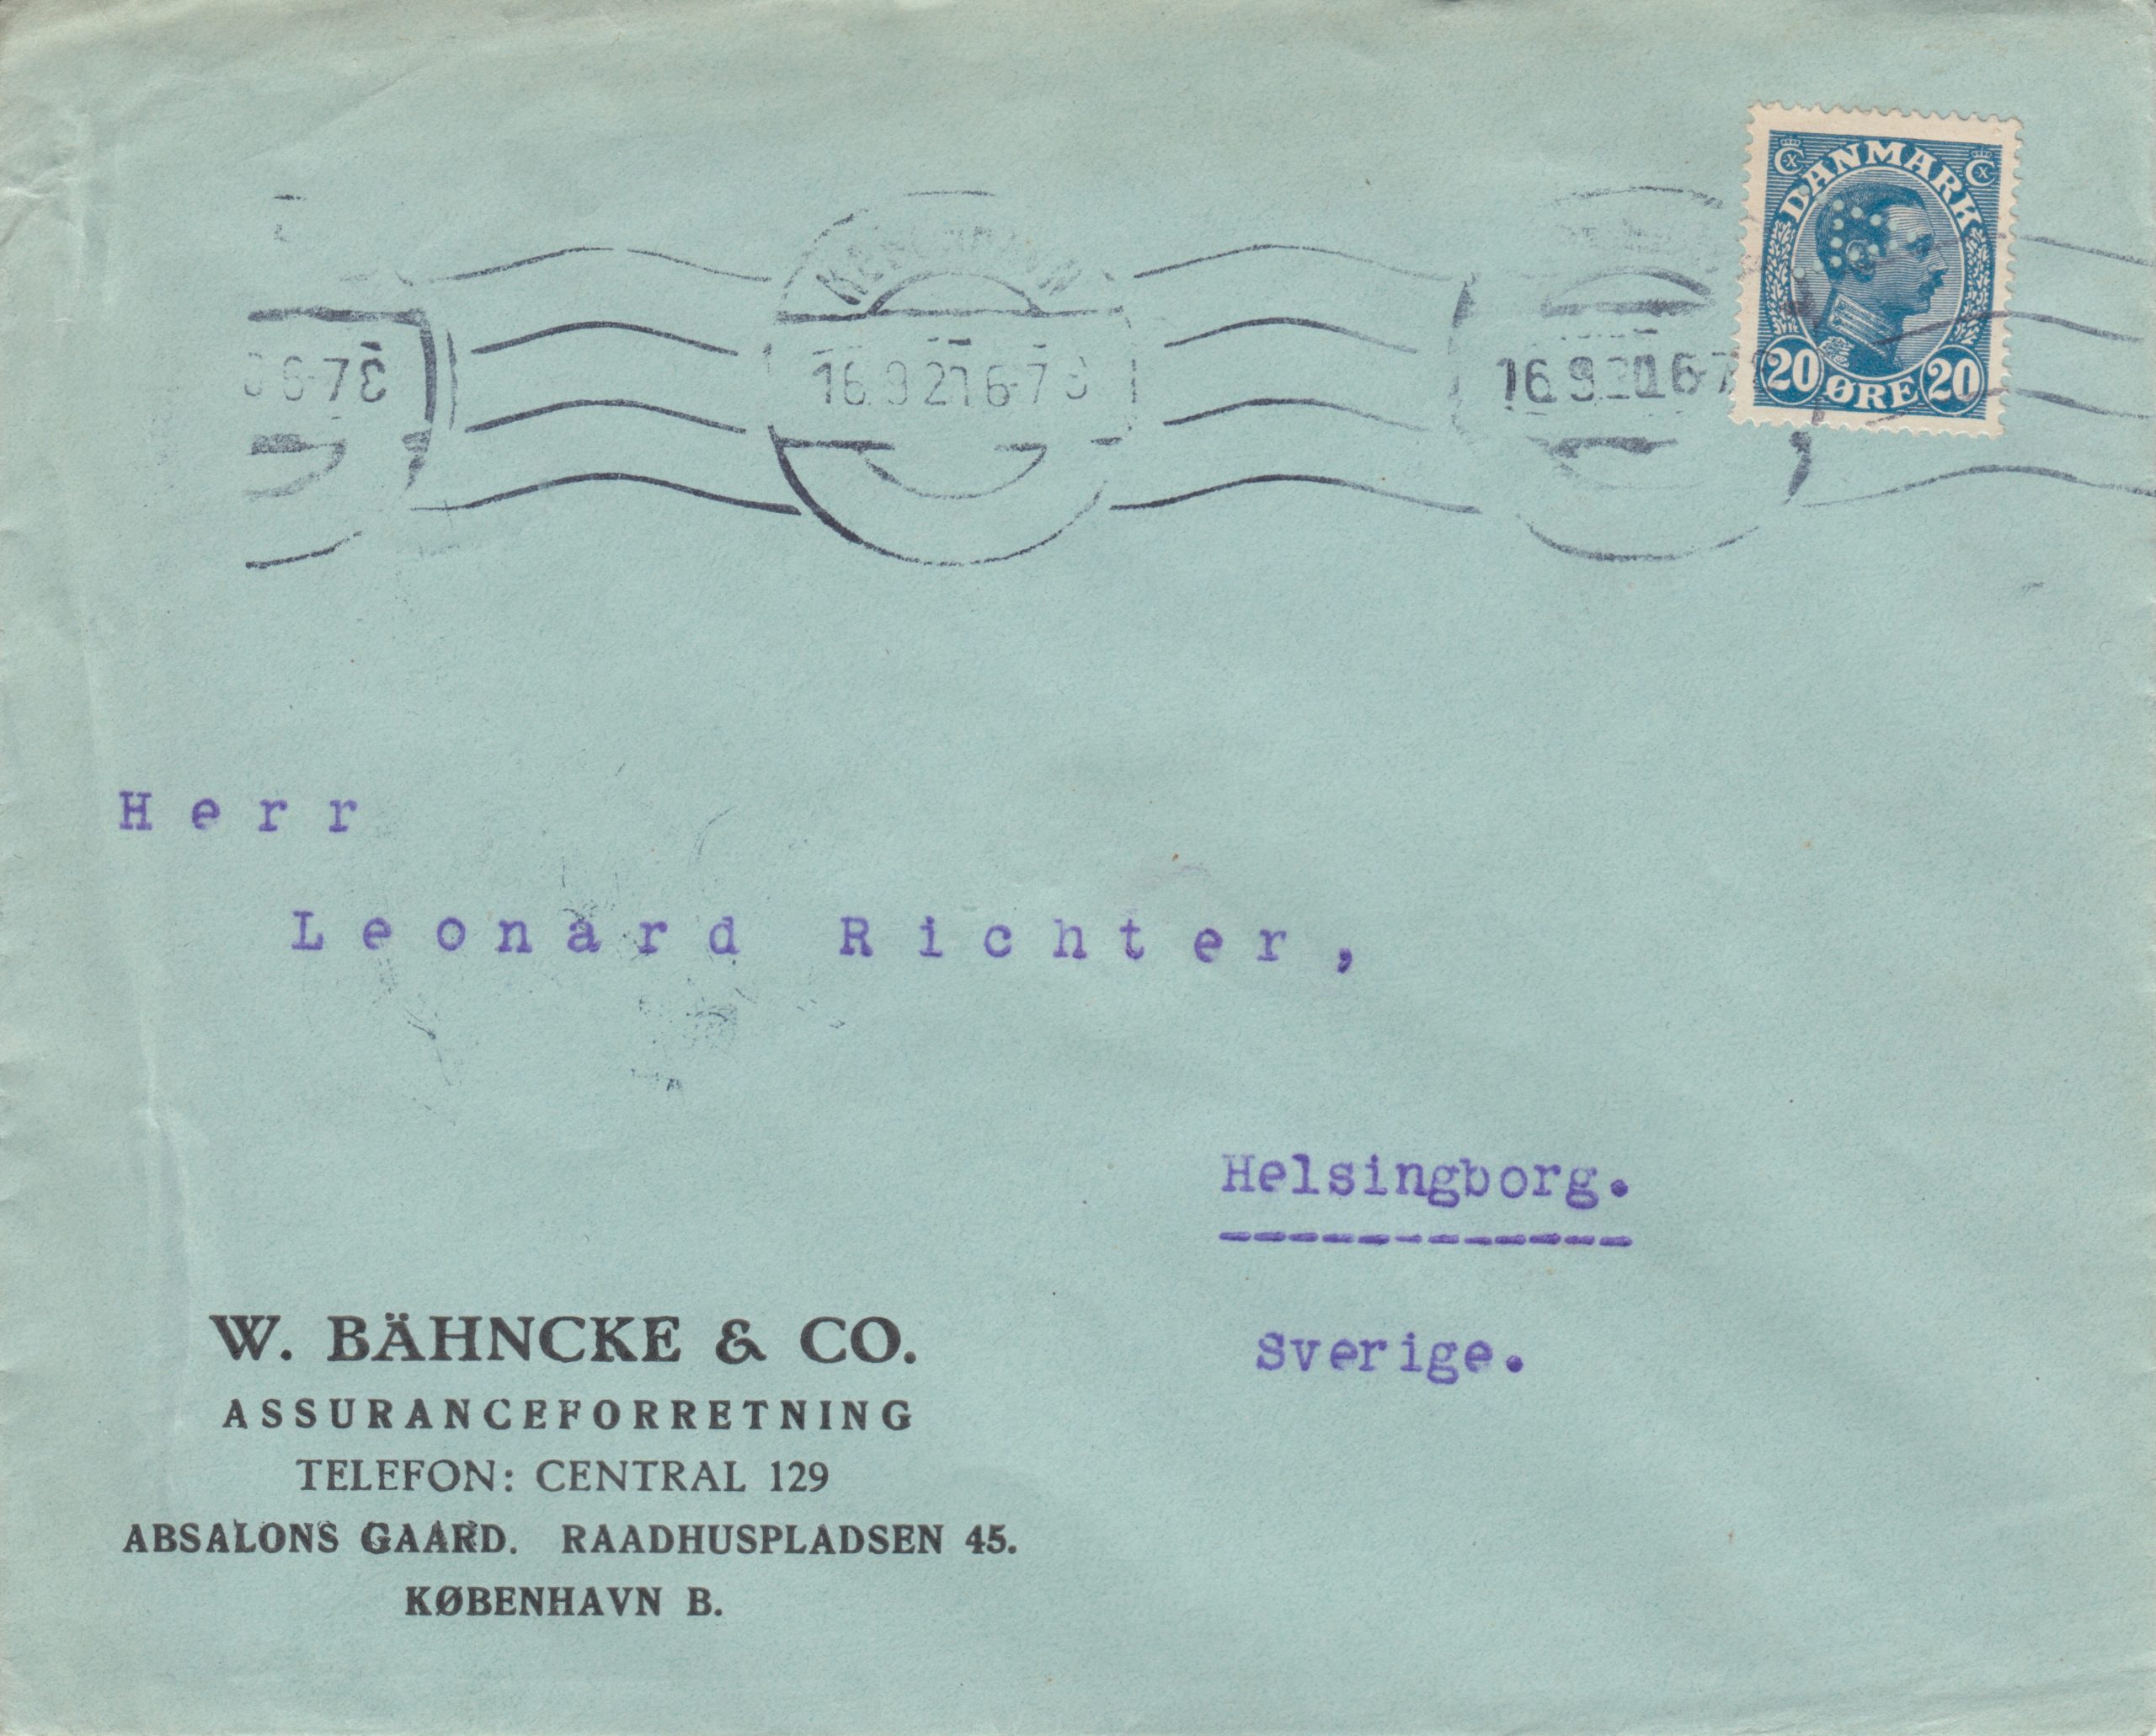 DANMARK
20 ØRE 20
KØBENHAVN
16.9.21 6-7 E
Herr
Leonard Richter,
Helsingborg.
Sverige.
W. BÄHNCKE & CO.
ASSURANCEFORRETNING
TELEFON: CENTRAL 129
ABSALONS GAARD. RAADHUSPLADSEN 45.
KØBENHAVN B.